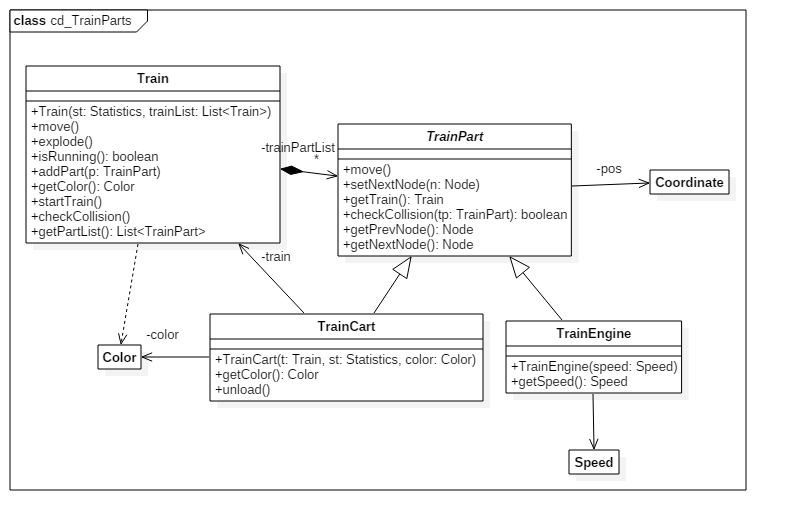 class cd_TrainParts
Train
+Train(st: Statistics, trainList: List<Train>)
+move()
+explode()
+isRunning(): boolean
+addPart(p: TrainPart)
+getColor(): Color
+startTrain()
+checkCollision()
+getPartList(): List<TrainPart>
-trainPartList
*
TrainPart
+move()
+setNextNode(n: Node)
+getTrain(): Train
+checkCollision(tp: TrainPart): boolean
+getPrevNode(): Node
+getNextNode(): Node
-pos
Coordinate
-train
-color
Color
TrainCart
+TrainCart(t: Train, st: Statistics, color: Color)
+getColor(): Color
+unload()
TrainEngine
+TrainEngine(speed: Speed)
+getSpeed(): Speed
Speed